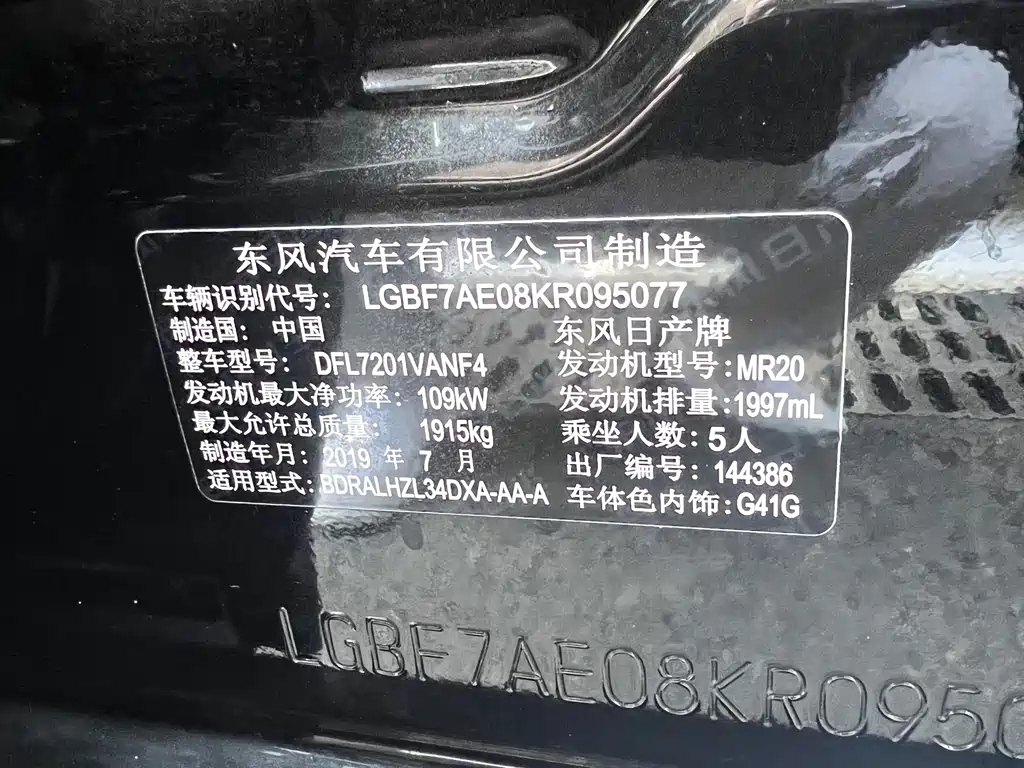 东风汽车有限公司制造
车辆识别代号: LGBF7AE08KR095077
制造国: 中国 东风日产牌
整车型号: DFL7201VANF4 发动机型号:MR20
发动机最大净功率: 109kW 发动机排量:1997mL
最大允许总质量: 1915kg 乘坐人数:5人
制造年月: 2019 年 7 月 出厂编号: 144386
适用型式:BDRALHZL34DXA-AA-A 车体色内饰:G41G
LGBF7AE08KR095